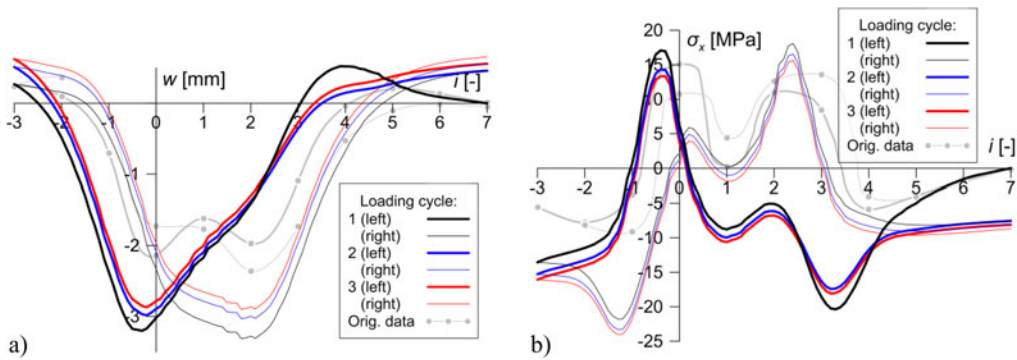 w [mm]
i [-]
-3
-2
-1
0
1
2
3
4
5
6
7
-1
-2
-3
Loading cycle:
1 (left)
(right)
2 (left)
(right)
3 (left)
(right)
Orig. data
a)
σx [MPa]
20
15
10
5
0
-5
-10
-15
-20
-25
-3
-2
-1
0
1
2
3
4
5
6
7
i [-]
Loading cycle:
1 (left)
(right)
2 (left)
(right)
3 (left)
(right)
Orig. data
b)